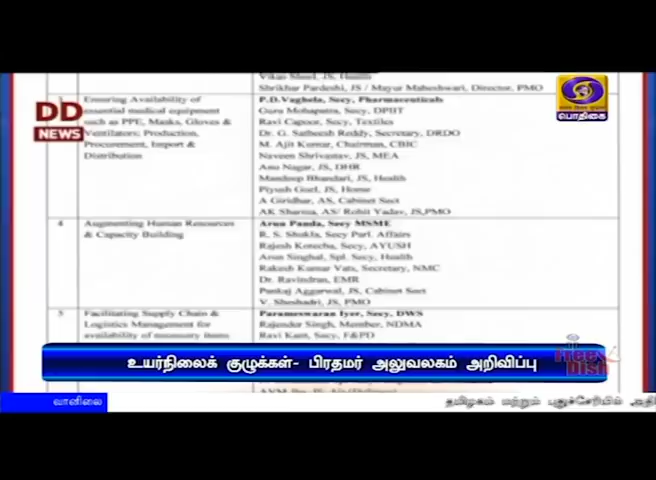 Vikas Sheel, JS, Health
Shrikhar Pardeshi, JS / Mayur Maheshwari, Director, PMO
3 Ensuring Availability of essential medical equipment such as PPE, Masks, Gloves & Ventilators: Production, Procurement, Import & Distribution
P.D.Vaghela, Secy, Pharmaceuticals
Guru Mohapatra, Secy, DPIIT
Ravi Kapoor, Secy, Textiles
Dr. G. Satheesh Reddy, Secretary, DRDO
M. Ajit Kumar, Chairman, CBIC
Naveen Shrivastav, JS, MEA
Anu Nagar, JS, DHR
Mandeep Bhandari, JS, Health
Piyush Goel, JS, Home
A Giridhar, AS, Cabinet Sect
AK Sharma, AS/ Rohit Yadav, JS,PMO
4 Augmenting Human Resources & Capacity Building
Arun Panda, Secy MSME
R. S. Shukla, Secy Parl. Affairs
Rajesh Kotecha, Secy, AYUSH
Arun Singhal, Spl. Secy, Health
Rakesh Kumar Vats, Secretary, NMC
Dr. Ravindran, EMR
Pankaj Aggarwal, JS, Cabinet Sect
V. Sheshadri, JS, PMO
5 Facilitating Supply Chain & Logistics Management for availability of necessary items
Parameswaran Iyer, Secy, DWS
Rajendar Singh, Member, NDMA
Ravi Kant, Secy, F&PD
DD
NEWS
பொதிகை
Free
Dish
உயர்நிலைக் குழுக்கள்- பிரதமர் அலுவலகம் அறிவிப்பு
வானிலை
தமிழகம் மற்றும் புதுச்சேரியில் அதி